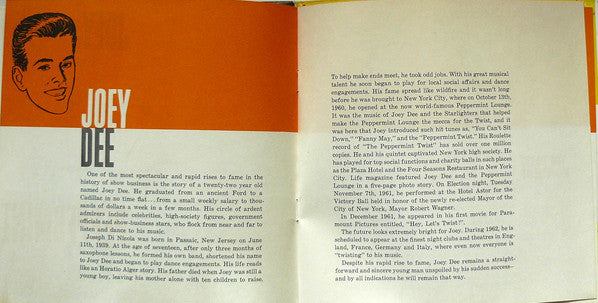 JOEY
DEE
One of the most spectacular and rapid rises to fame in the
history of show business is the story of a twenty-two year old
named Joey Dee. He graduated from an ancient Ford to a
Cadillac in no time flat...from a small weekly salary to thou-
sands of dollars a week in a few months. His circle of ardent
admirers include celebrities, high-society figures, government
officials and show-business stars, who flock from near and far to
listen and dance to his music.
Joseph Di Nicola was born in Passaic, New Jersey on June
11th, 1939. At the age of seventeen, after only three months of
saxophone lessons, he formed his own band, shortened his name
to Joey Dee and began to play dance engagements. His life reads
like an Horatio Alger story. His father died when Joey was still a
young boy, leaving his mother alone with ten children to raise.
To help make ends meet, he took odd jobs. With his great musical
talent he soon began to play for local social affairs and dance
engagements. His fame spread like wildfire and it wasn't long
before he was brought to New York City, where on October 13th,
1960, he opened at the now world-famous Peppermint Lounge.
It was the music of Joey Dee and the Starlighters that helped
make the Peppermint Lounge the mecca for the Twist, and it
was here that Joey introduced such hit tunes as, "You Can't Sit
Down," "Fanny May," and the "Peppermint Twist." His Roulette
record of "The Peppermint Twist" has sold over one million
copies. He and his quintet captivated New York high society. He
has played for top social functions and charity balls in such places
as the Plaza Hotel and the Four Seasons Restaurant in New York
City. Life magazine featured Joey Dee and the Peppermint
Lounge in a five-page photo story. On Election night, Tuesday
November 7th, 1961, he performed at the Hotel Astor for the
Victory Ball held in honor of the newly re-elected Mayor of the
City of New York, Mayor Robert Wagner.
In December 1961, he appeared in his first movie for Para-
mount Pictures entitled, "Hey, Let's Twist!".
The future looks extremely bright for Joey. During 1962, he is
scheduled to appear at the finest night clubs and theatres in Eng-
land, France, Germany and Italy, where even now everyone is
"twisting" to his music.
Despite his rapid rise to fame, Joey Dee remains a straight-
forward and sincere young man unspoiled by his sudden success—
and by all indications he will remain that way.